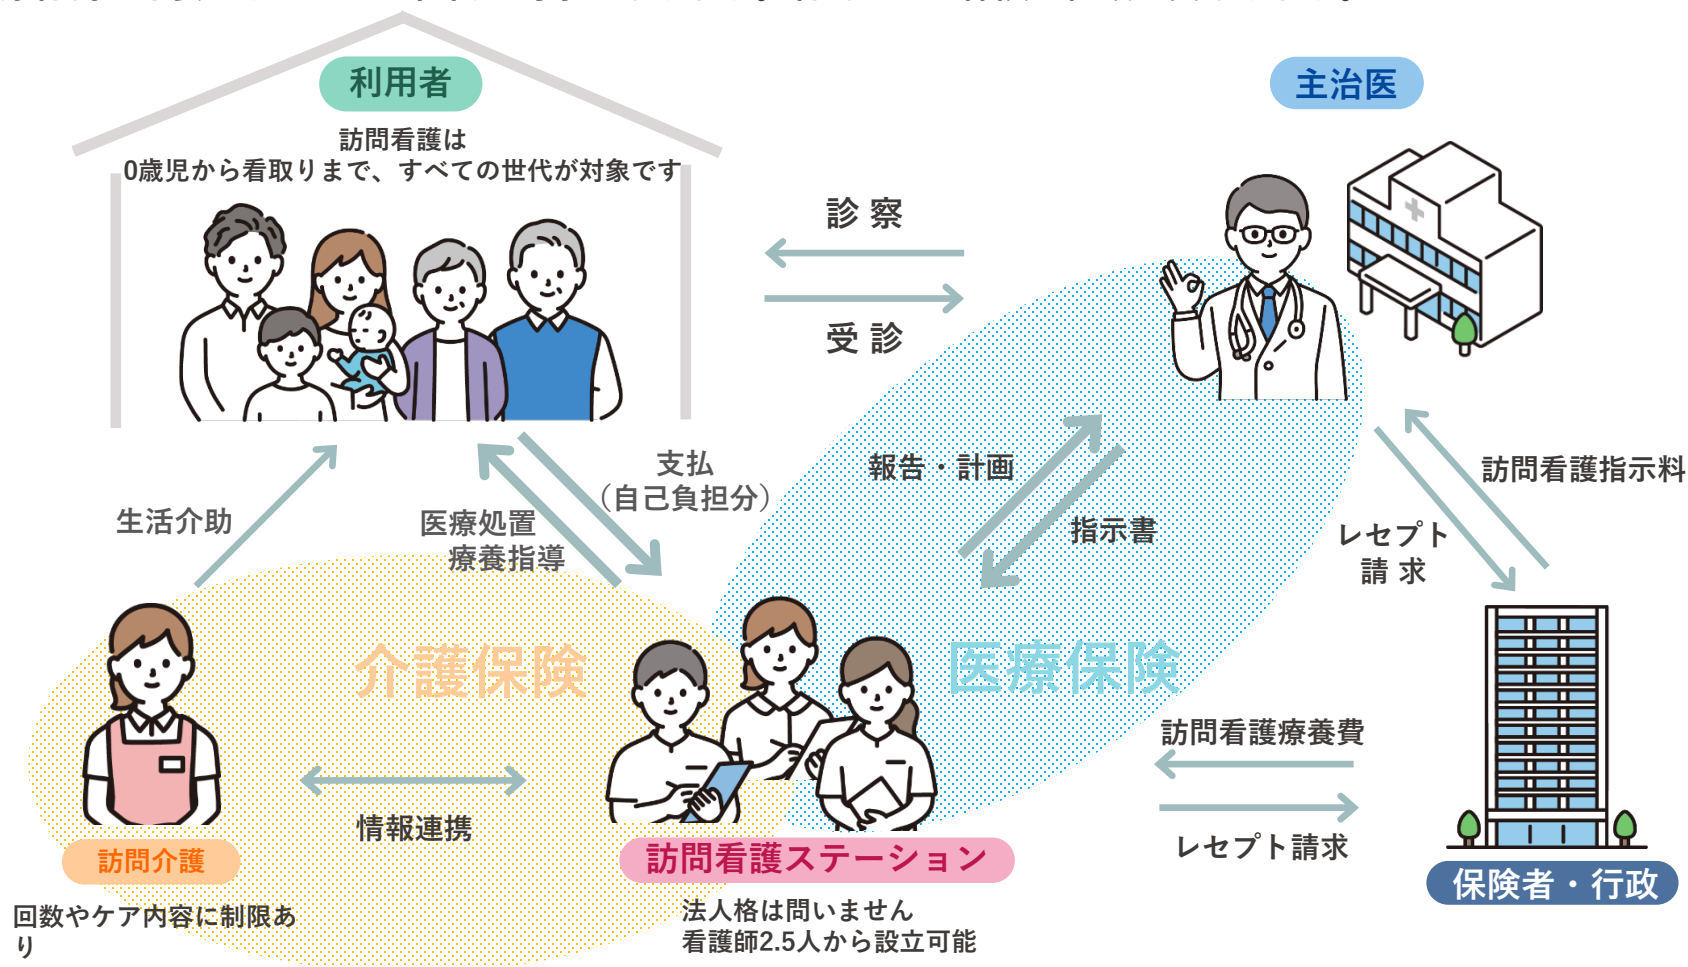 利用者
訪問看護は
0歳児から看取りまで、すべての世代が対象です
主治医
診 察
受 診
支払
（自己負担分）
報告・計画
指示書
訪問看護指示料
レセプト
請 求
生活介助
医療処置
療養指導
介護保険
医療保険
訪問看護療養費
レセプト請求
情報連携
訪問介護
回数やケア内容に制限あ
り
訪問看護ステーション
法人格は問いません
看護師2.5人から設立可能
保険者・行政